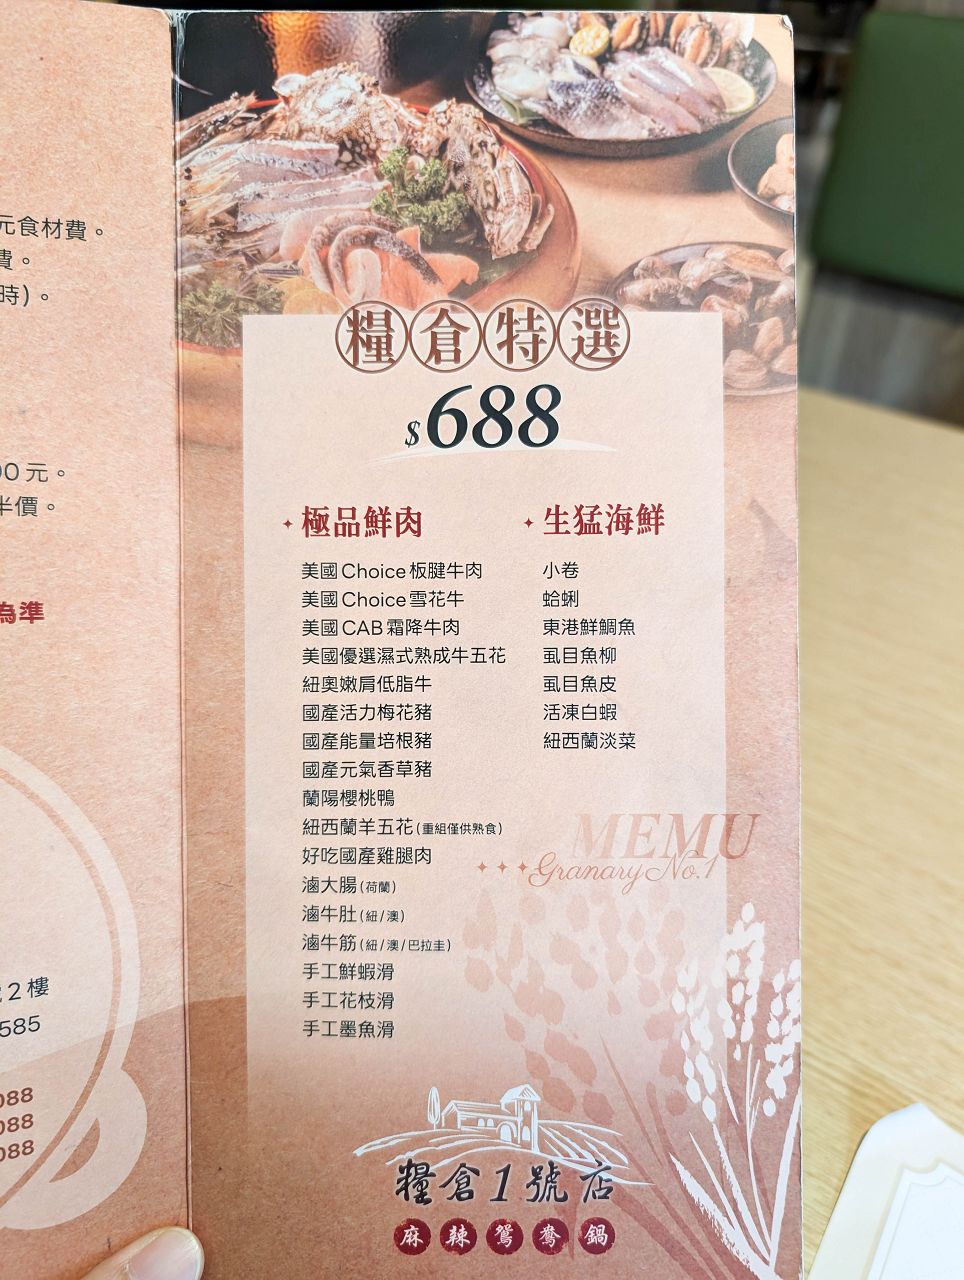 元食材費。
費。
時)。
00元。
半價。
為準
2樓
585
088
088
088
糧倉特選
$688
極品鮮肉
美國Choice板腱牛肉
美國Choice雪花牛
美國CAB霜降牛肉
美國優選濕式熟成牛五花
紐奧嫩肩低脂牛
國產活力梅花豬
國產能量培根豬
國產元氣香草豬
蘭陽櫻桃鴨
紐西蘭羊五花(重組僅供熟食)
好吃國產雞腿肉
滷大腸(荷蘭)
滷牛肚(紐/澳)
滷牛筋(紐/澳/巴拉圭)
手工鮮蝦滑
手工花枝滑
手工墨魚滑
生猛海鮮
小卷
蛤蜊
東港鮮鯛魚
虱目魚柳
虱目魚皮
活凍白蝦
紐西蘭淡菜
MEMU
Granary No.1
糧倉1號店
麻辣鴛鴦鍋